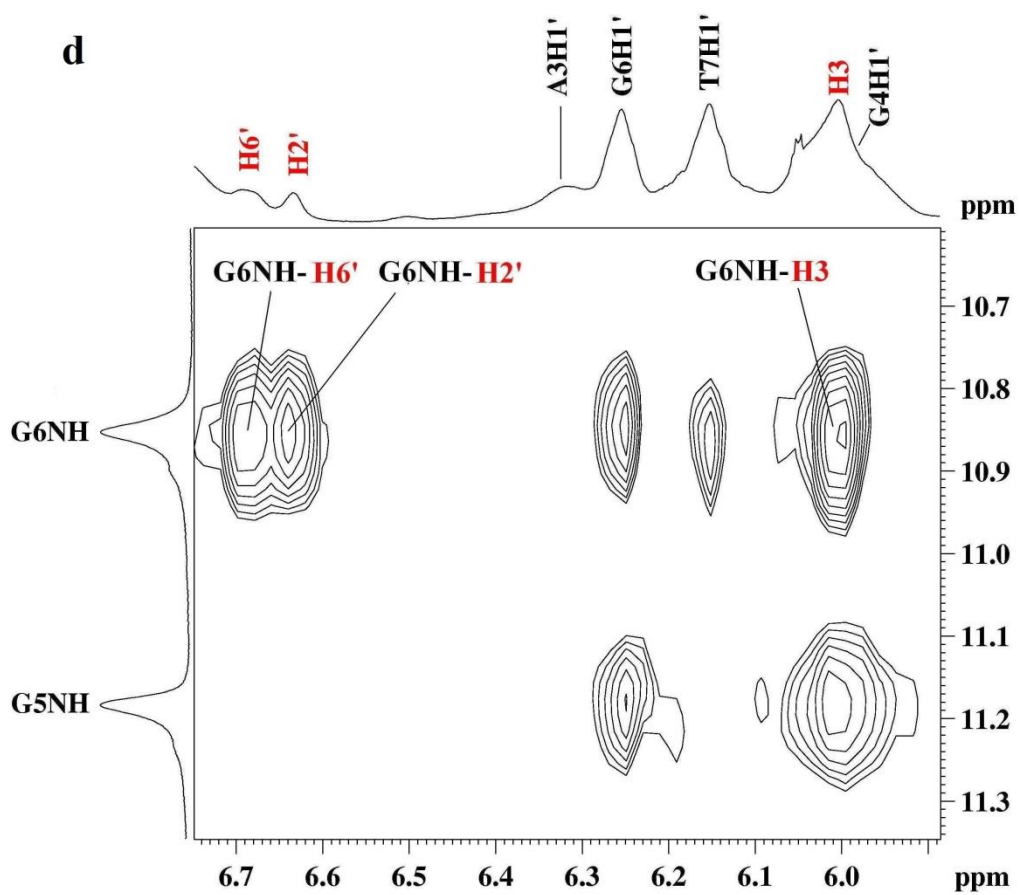 d
H6'
H2'
A3H1'
G6H1'
T7H1'
H3
G4H1'
ppm
G6NH-H6'
G6NH-H2'
G6NH-H3
10.7
10.8
G6NH
10.9
11.0
11.1
G5NH
11.2
11.3
6.7 6.6 6.5 6.4 6.3 6.2 6.1 6.0 ppm